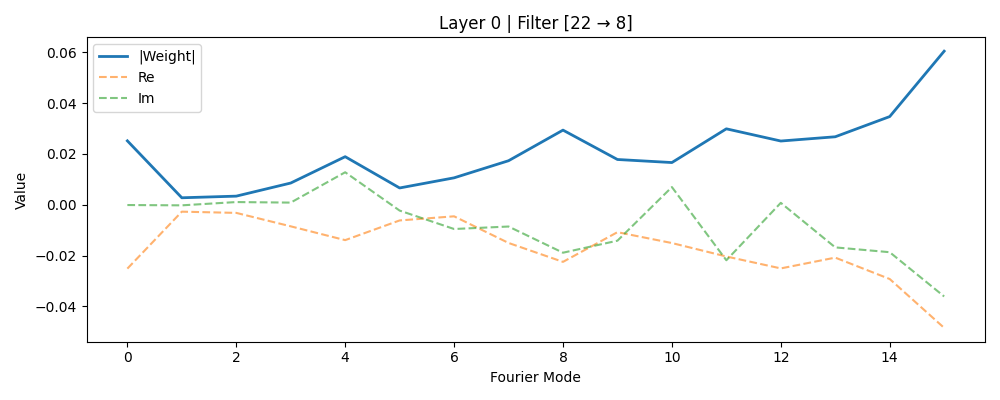 Layer 0 | Filter [22 → 8]
|Weight|
Re
Im
0.06
0.04
0.02
0.00
−0.02
−0.04
Value
0 2 4 6 8 10 12 14
Fourier Mode